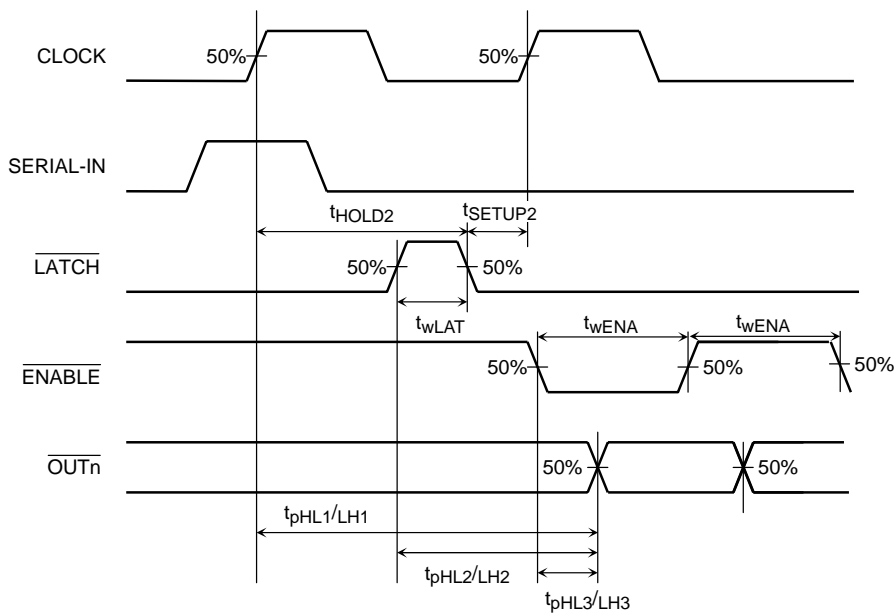 CLOCK
50%
50%
SERIAL-IN
tHOLD2
tSETUP2
LATCH
50%
50%
twLAT
twENA
twENA
ENABLE
50%
50%
50%
OUTn
50%
50%
tpHL1/LH1
tpHL2/LH2
tpHL3/LH3